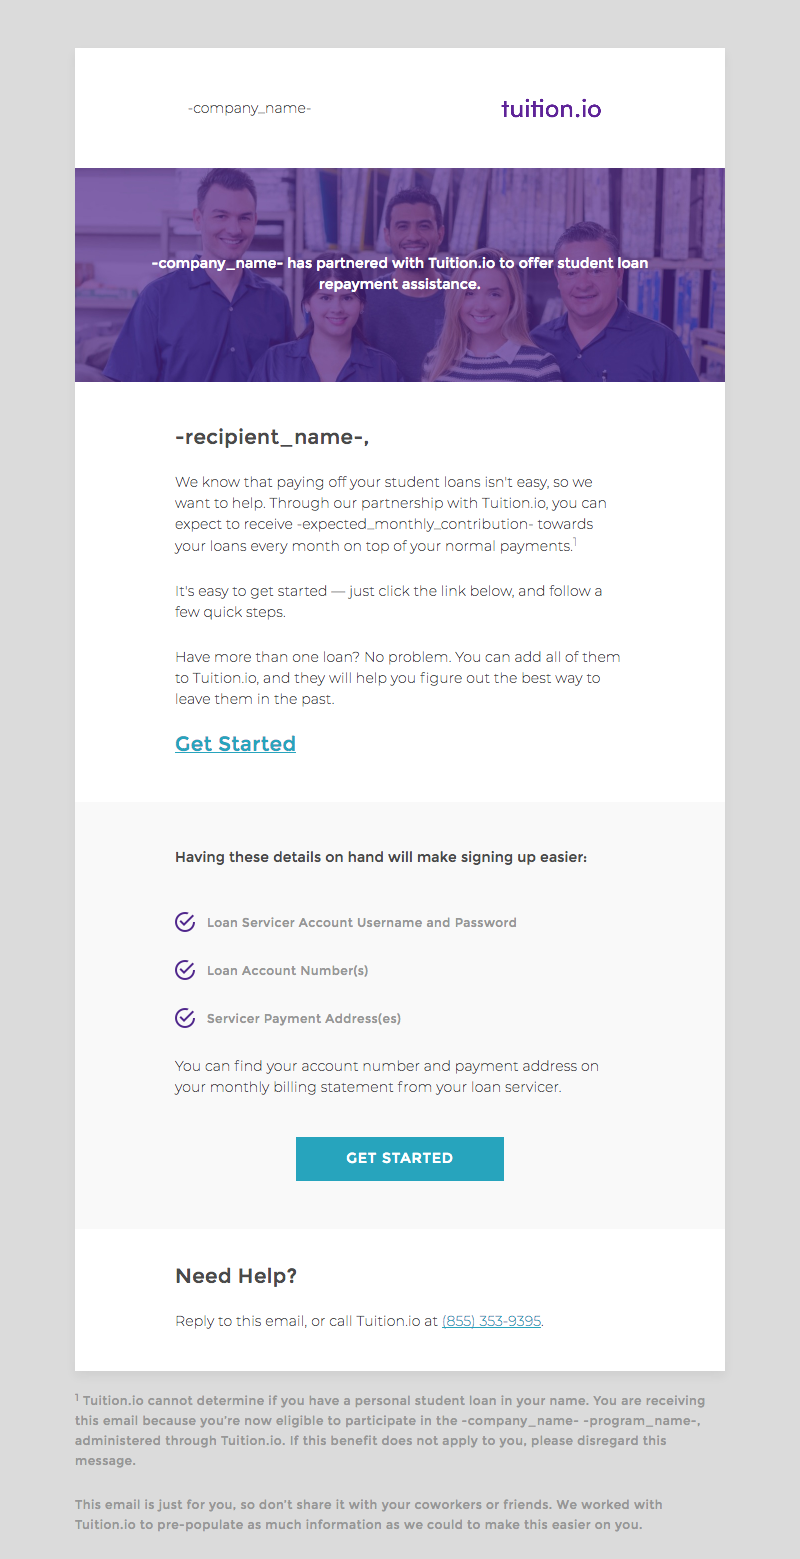 -company_name-
tuition.io
-company_name- has partnered with Tuition.io to offer student loan
repayment assistance.
-recipient_name-,
We know that paying off your student loans isn't easy, so we
want to help. Through our partnership with Tuition.io, you can
expect to receive -expected_monthly_contribution- towards
your loans every month on top of your normal payments.1
It's easy to get started — just click the link below, and follow a
few quick steps.
Have more than one loan? No problem. You can add all of them
to Tuition.io, and they will help you figure out the best way to
leave them in the past.
Get Started
Having these details on hand will make signing up easier:
Loan Servicer Account Username and Password
Loan Account Number(s)
Servicer Payment Address(es)
You can find your account number and payment address on
your monthly billing statement from your loan servicer.
GET STARTED
Need Help?
Reply to this email, or call Tuition.io at (855) 353-9395.
1 Tuition.io cannot determine if you have a personal student loan in your name. You are receiving
this email because you're now eligible to participate in the -company_name- -program_name-,
administered through Tuition.io. If this benefit does not apply to you, please disregard this
message.
This email is just for you, so don't share it with your coworkers or friends. We worked with
Tuition.io to pre-populate as much information as we could to make this easier on you.